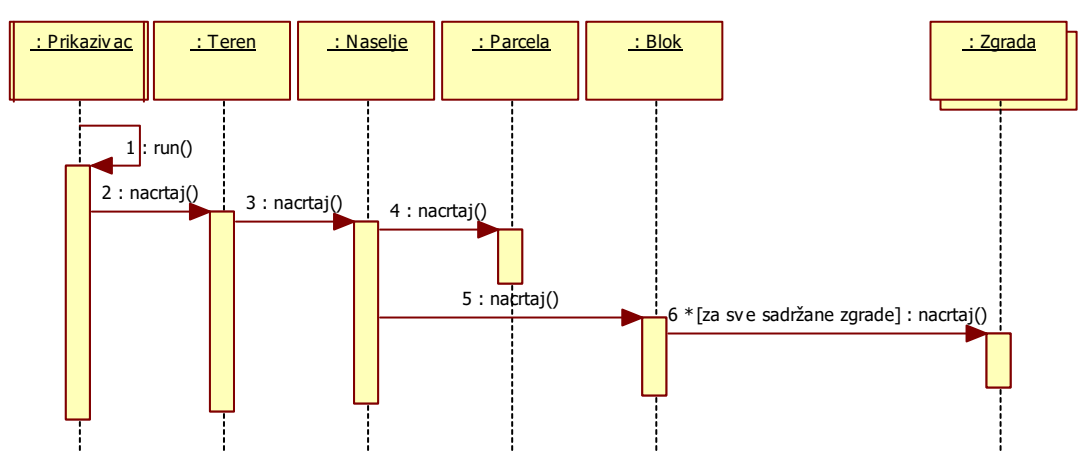 : Prikazivac
: Teren
: Naselje
: Parcela
: Blok
: Zgrada
1 : run()
2 : nacrtaj()
3 : nacrtaj()
4 : nacrtaj()
5 : nacrtaj()
6 *[za sve sadržane zgrade] : nacrtaj()